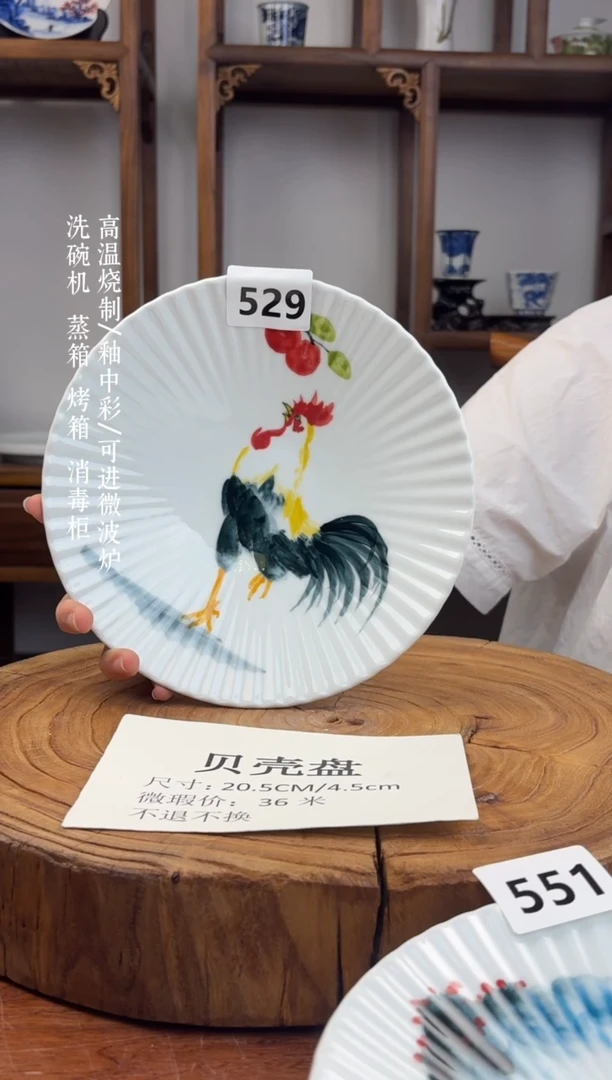 高温烧制/釉中彩/可进微波炉
洗碗机 蒸箱 烤箱 消毒柜
529
贝壳盘
尺寸：20.5CM/4.5cm
微瑕价： 36 米
不退不换
551